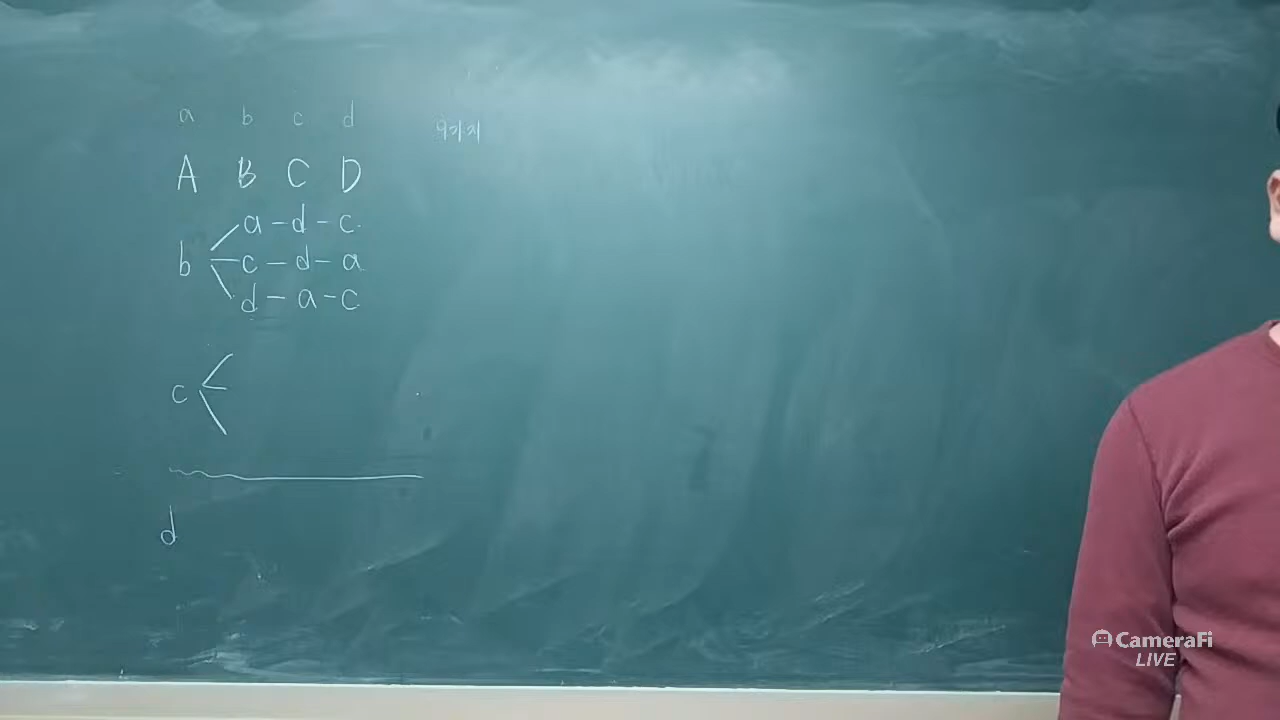 a b c d
9가지
A B C D
a - d - c
b c - d - a
d - a - c
c
d
CameraFi
LIVE